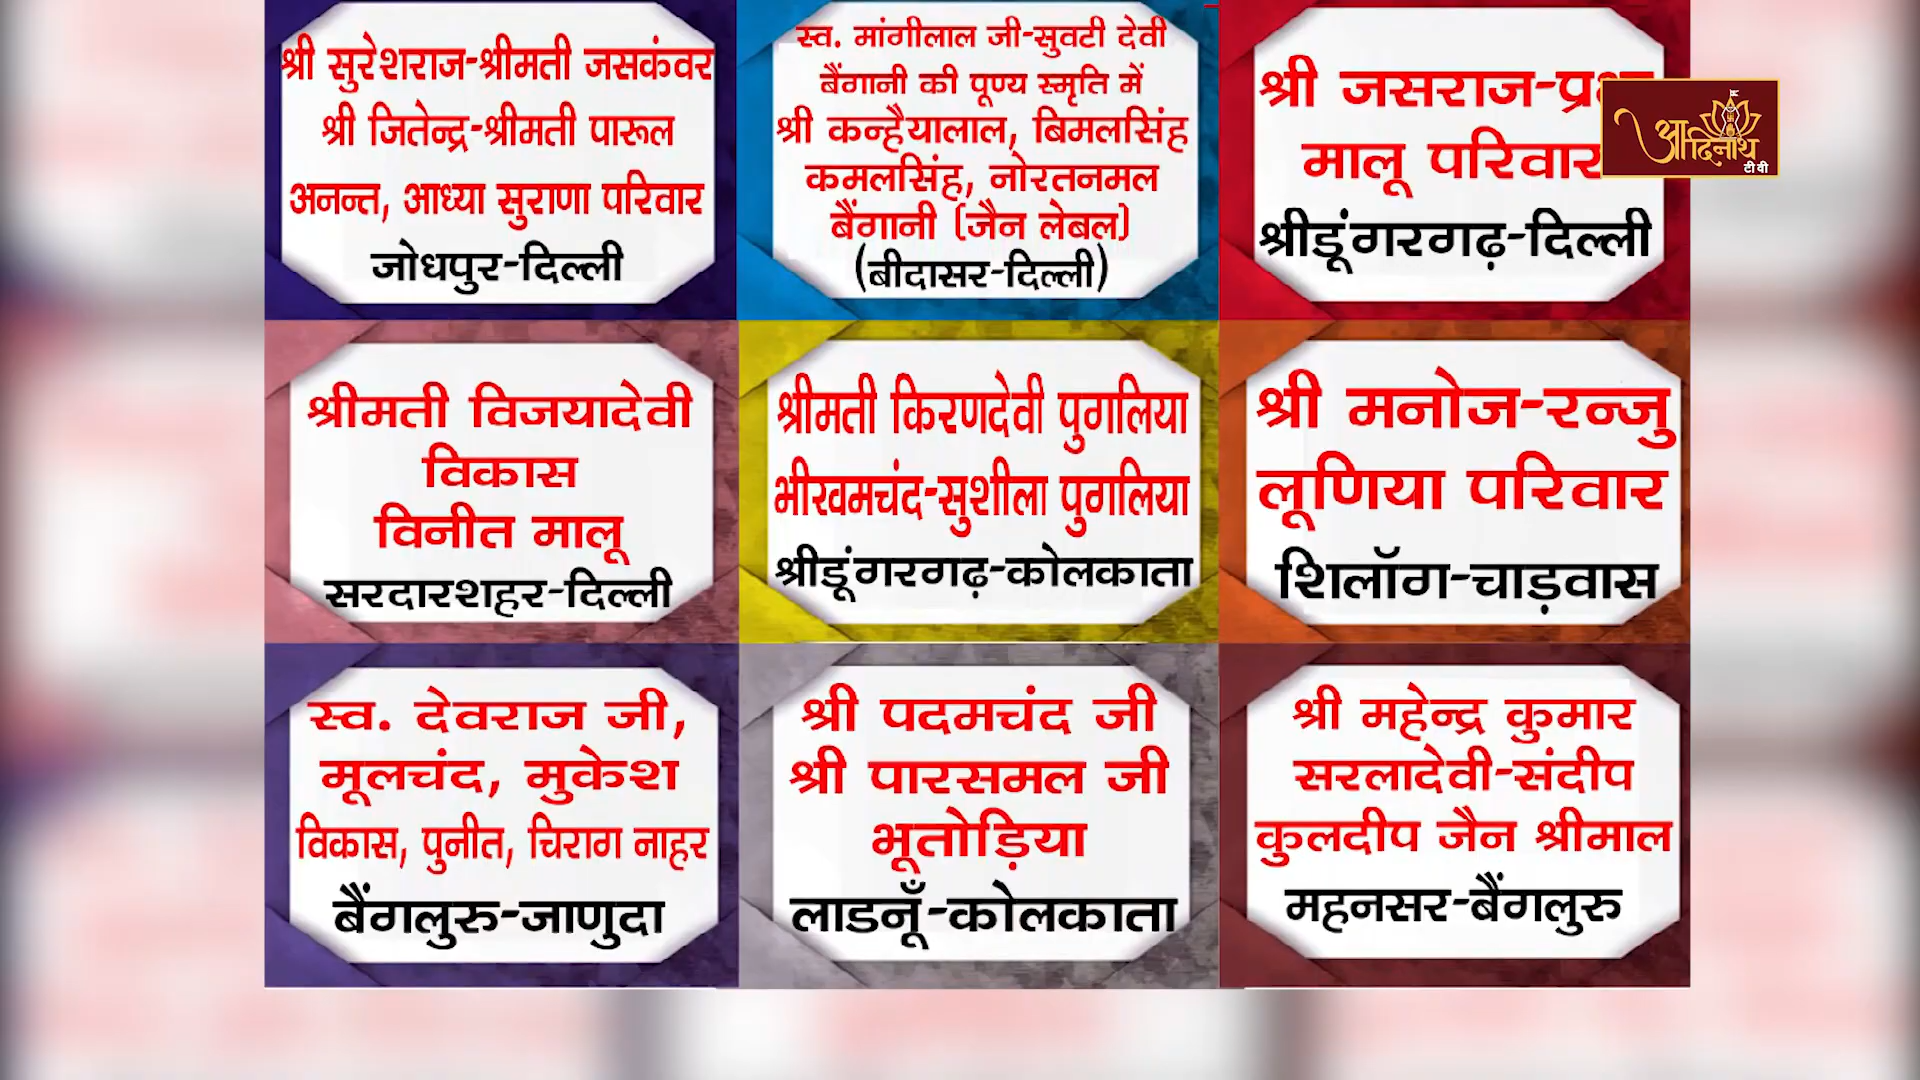 श्री सुरेशराज-श्रीमती जसकंवर
श्री जितेन्द्र-श्रीमती पारूल
अनन्त, आध्या सुराणा परिवार
जोधपुर-दिल्ली
स्व. मांगीलाल जी-सुवटी देवी
बैंगानी की पूण्य स्मृति में
श्री कन्हैयालाल, बिमलसिंह
कमलसिंह, नोरतनमल
बैंगानी (जैन लेबल)
(बीदासर-दिल्ली)
श्री जसराज-
मालू परिवार
श्रीडूंगरगढ़-दिल्ली
आदिनाथ
टीवी
श्रीमती विजयादेवी
विकास
विनीत मालू
सरदारशहर-दिल्ली
श्रीमती किरणदेवी पुगलिया
भीखमचंद-सुशीला पुगलिया
श्रीडूंगरगढ़-कोलकाता
श्री मनोज-रन्जु
लूणिया परिवार
शिलॉग-चाड़वास
स्व. देवराज जी,
मूलचंद, मुकेश
विकास, पुनीत, चिराग नाहर
बैंगलुरु-जाणुदा
श्री पदमचंद जी
श्री पारसमल जी
भूतोड़िया
लाडनूँ-कोलकाता
श्री महेन्द्र कुमार
सरलादेवी-संदीप
कुलदीप जैन श्रीमाल
महनसर-बैंगलुरु